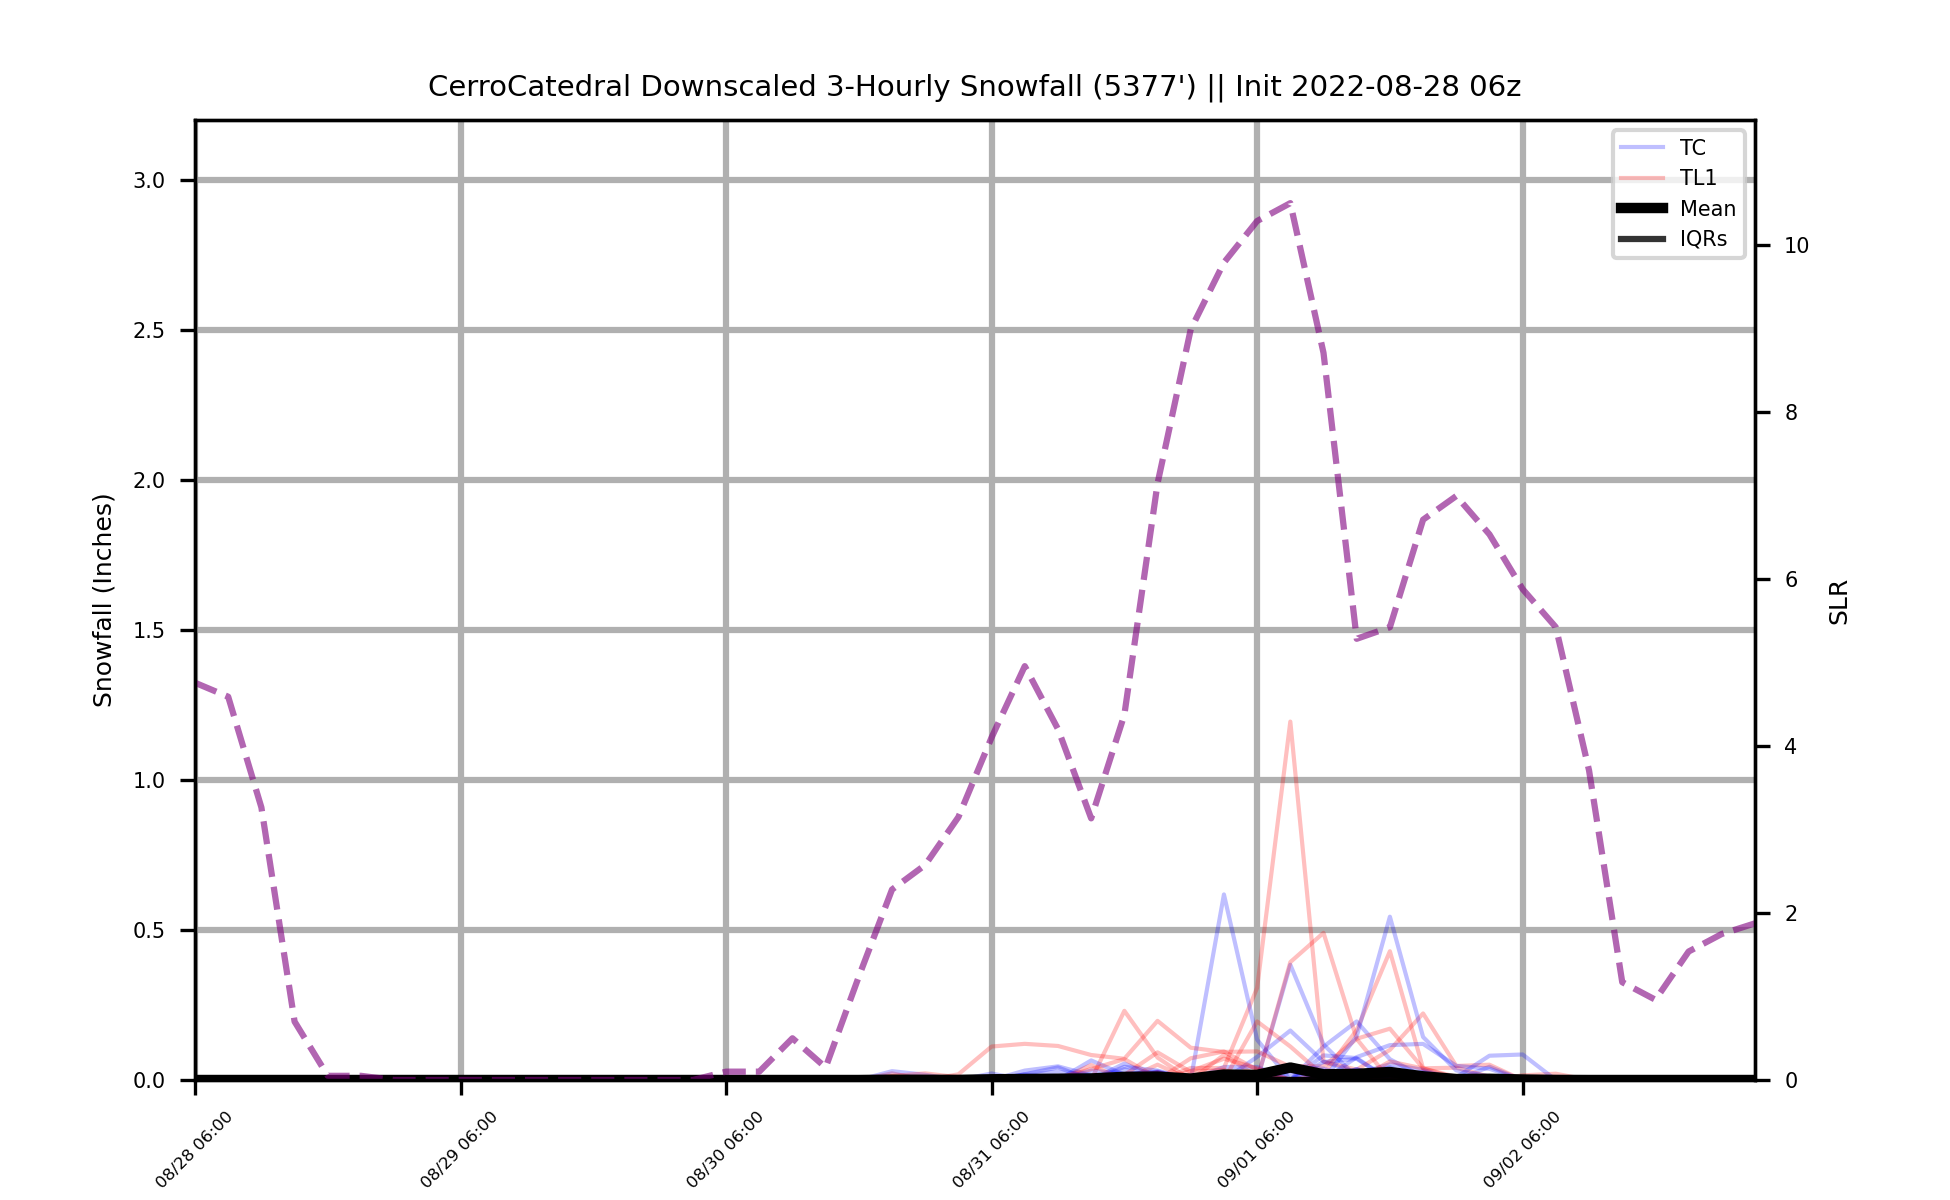 CerroCatedral Downscaled 3-Hourly Snowfall (5377') || Init 2022-08-28 06z
TC
TL1
Mean
IQRs
Snowfall (Inches)
3.0
2.5
2.0
1.5
1.0
0.5
0.0
10
8
6
4
2
0
SLR
08/28 06:00
08/29 06:00
08/30 06:00
08/31 06:00
09/01 06:00
09/02 06:00